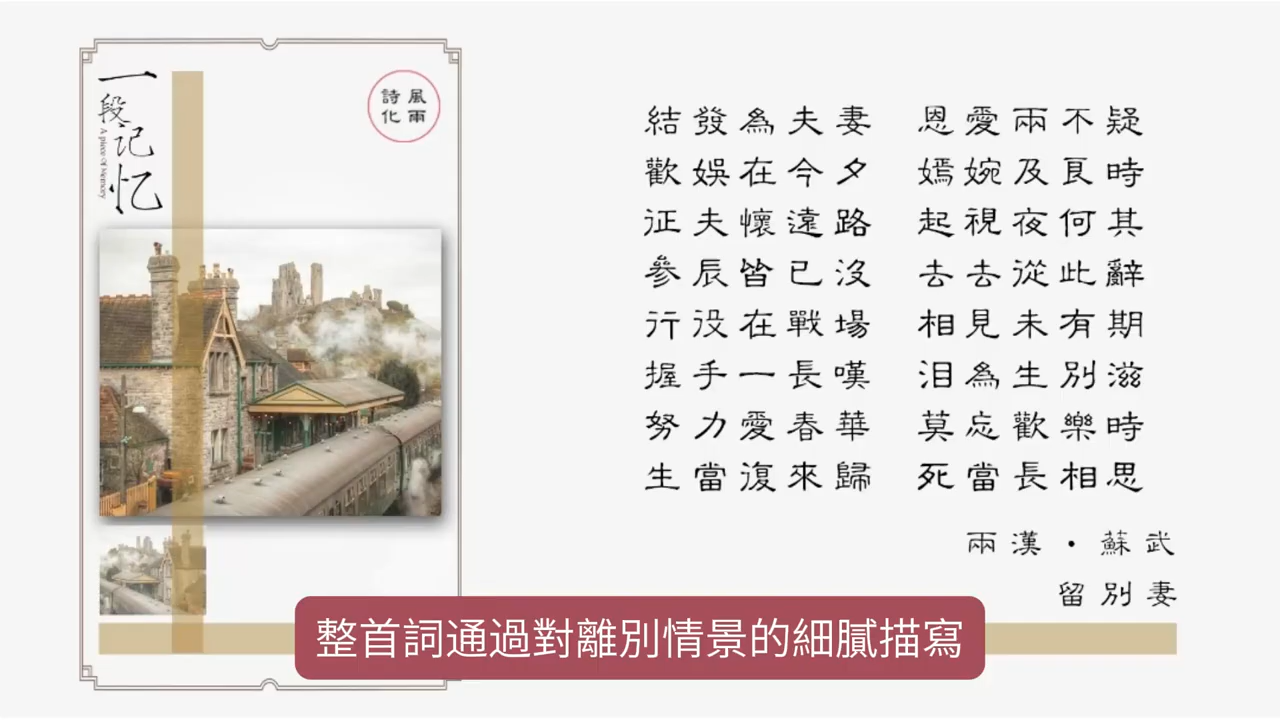 一段记忆
A piece of Memory
風雨
詩化
結發為夫妻 恩愛兩不疑
歡娛在今夕 嫣婉及良時
征夫懷遠路 起視夜何其
參辰皆已沒 去去從此辭
行役在戰場 相見未有期
握手一長嘆 泪為生別滋
努力愛春華 莫忘歡樂時
生當復來歸 死當長相思
兩漢·蘇武
留別妻
整首詞通過對離別情景的細膩描寫